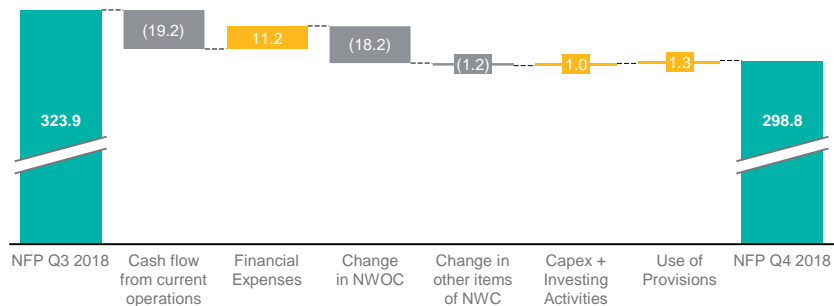 (19.2)
11.2
(18.2)
(1.2)
1.0
1.3
323.9
298.8
NFP Q3 2018
Cash flow
from current
operations
Financial
Expenses
Change
in NWOC
Change in
other items
of NWC
Capex +
Investing
Activities
Use of
Provisions
NFP Q4 2018